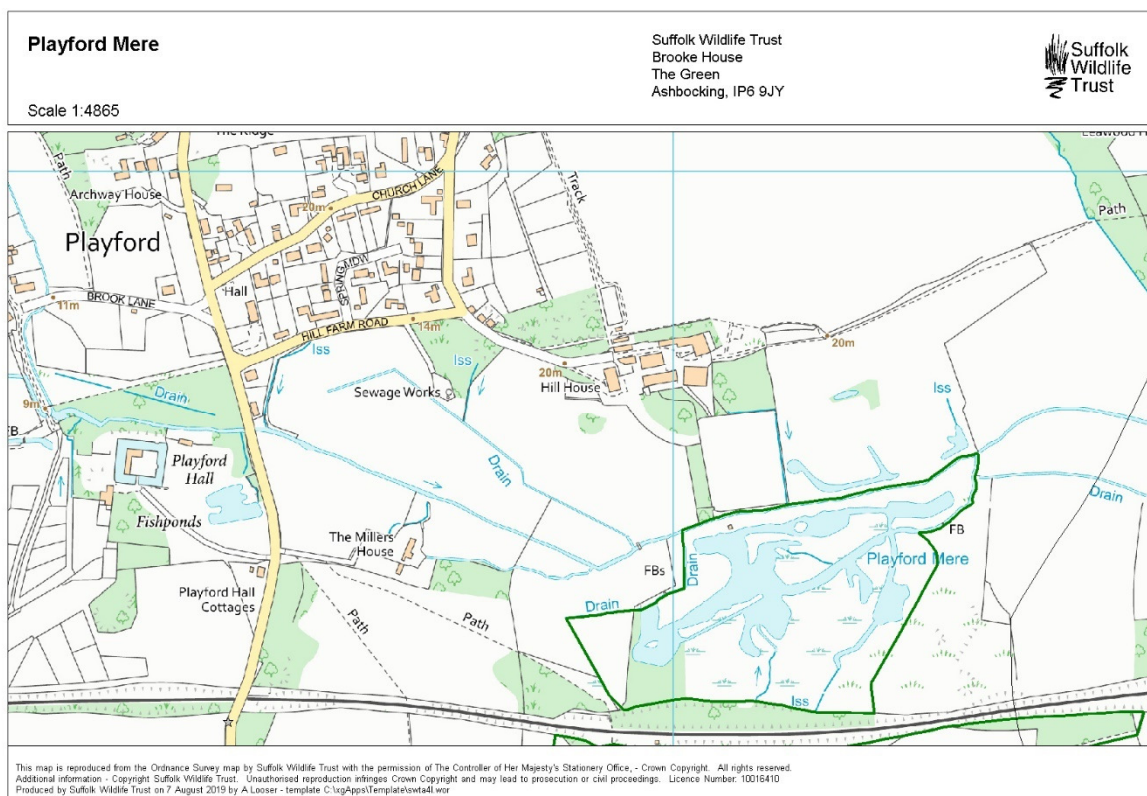 Playford Mere
Scale 1:4865
Suffolk Wildlife Trust
Brooke House
The Green
Ashbocking, IP6 9JY
Suffolk
Wildlife
Trust
The Ridge
Path
Archway House
20m
CHURCH LANE
Track
Path
Playford
BROOK LANE
11m
Hall
SPRING MDW
HILL FARM ROAD
14m
Iss
Iss
20m
20m
Hill House
Sewage Works
Iss
Drain
9m
FB
Playford
Hall
Fishponds
Drain
Drain
The Millers
House
FB
FBs
Drain
Playford Mere
Playford Hall
Cottages
Path
Path
Drain
Iss
This map is reproduced from the Ordnance Survey map by Suffolk Wildlife Trust with the permission of The Controller of Her Majesty's Stationery Office, - Crown Copyright. All rights reserved.
Additional information - Copyright Suffolk Wildlife Trust. Unauthorised reproduction infringes Crown Copyright and may lead to prosecution or civil proceedings. Licence Number: 10016410
Produced by Suffolk Wildlife Trust on 7 August 2019 by A Looser - template C:\xgApps\Template\swta4l.wor